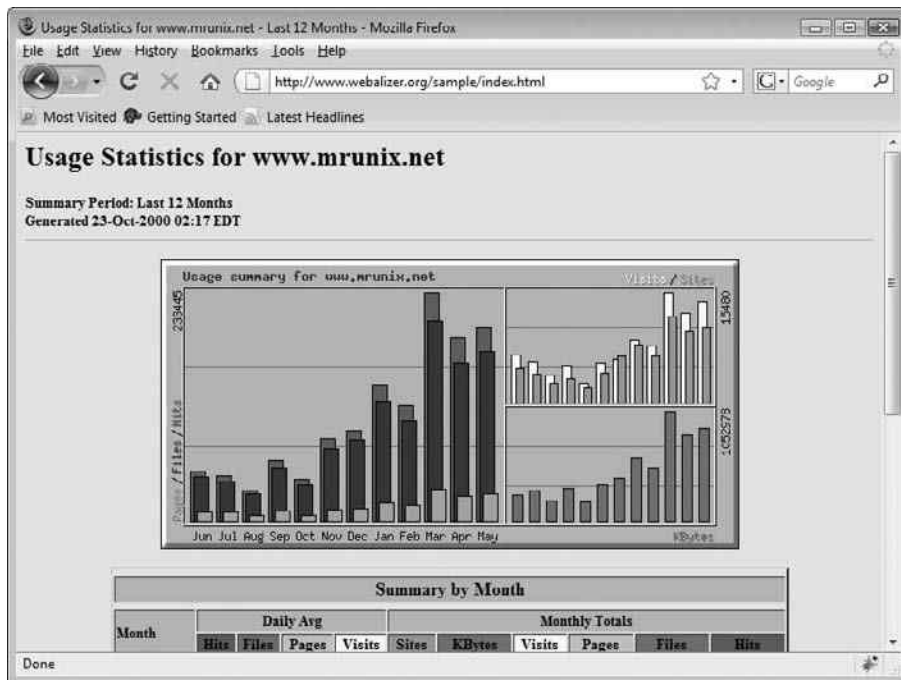 Usage Statistics for www.mrunix.net - Last 12 Months - Mozilla Firefox
File Edit View History Bookmarks Tools Help
http://www.webalizer.org/sample/index.html
Google
Most Visited Getting Started Latest Headlines
Usage Statistics for www.mrunix.net
Summary Period: Last 12 Months
Generated 23-Oct-2000 02:17 EDT
Usage summary for www.mrunix.net
Visits/Sites
233445
15480
Pages/Files/Hits
1052973
Jun Jul Aug Sep Oct Nov Dec Jan Feb Mar Apr May
KBytes
Summary by Month
Month
Daily Avg
Monthly Totals
Hits Files Pages Visits Sites KBytes Visits Pages Files Hits
Done